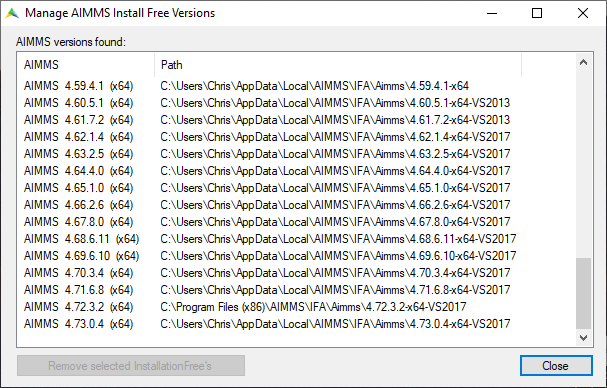 Manage AIMMS Install Free Versions
AIMMS versions found:
AIMMS Path
AIMMS 4.59.4.1 (x64) C:\Users\Chris\AppData\Local\AIMMS\IFA\Aimms\4.59.4.1-x64
AIMMS 4.60.5.1 (x64) C:\Users\Chris\AppData\Local\AIMMS\IFA\Aimms\4.60.5.1-x64-VS2013
AIMMS 4.61.7.2 (x64) C:\Users\Chris\AppData\Local\AIMMS\IFA\Aimms\4.61.7.2-x64-VS2013
AIMMS 4.62.1.4 (x64) C:\Users\Chris\AppData\Local\AIMMS\IFA\Aimms\4.62.1.4-x64-VS2017
AIMMS 4.63.2.5 (x64) C:\Users\Chris\AppData\Local\AIMMS\IFA\Aimms\4.63.2.5-x64-VS2017
AIMMS 4.64.4.0 (x64) C:\Users\Chris\AppData\Local\AIMMS\IFA\Aimms\4.64.4.0-x64-VS2017
AIMMS 4.65.1.0 (x64) C:\Users\Chris\AppData\Local\AIMMS\IFA\Aimms\4.65.1.0-x64-VS2017
AIMMS 4.66.2.6 (x64) C:\Users\Chris\AppData\Local\AIMMS\IFA\Aimms\4.66.2.6-x64-VS2017
AIMMS 4.67.8.0 (x64) C:\Users\Chris\AppData\Local\AIMMS\IFA\Aimms\4.67.8.0-x64-VS2017
AIMMS 4.68.6.11 (x64) C:\Users\Chris\AppData\Local\AIMMS\IFA\Aimms\4.68.6.11-x64-VS2017
AIMMS 4.69.6.10 (x64) C:\Users\Chris\AppData\Local\AIMMS\IFA\Aimms\4.69.6.10-x64-VS2017
AIMMS 4.70.3.4 (x64) C:\Users\Chris\AppData\Local\AIMMS\IFA\Aimms\4.70.3.4-x64-VS2017
AIMMS 4.71.6.8 (x64) C:\Users\Chris\AppData\Local\AIMMS\IFA\Aimms\4.71.6.8-x64-VS2017
AIMMS 4.72.3.2 (x64) C:\Program Files (x86)\AIMMS\IFA\Aimms\4.72.3.2-x64-VS2017
AIMMS 4.73.0.4 (x64) C:\Users\Chris\AppData\Local\AIMMS\IFA\Aimms\4.73.0.4-x64-VS2017
Remove selected InstallationFree's Close